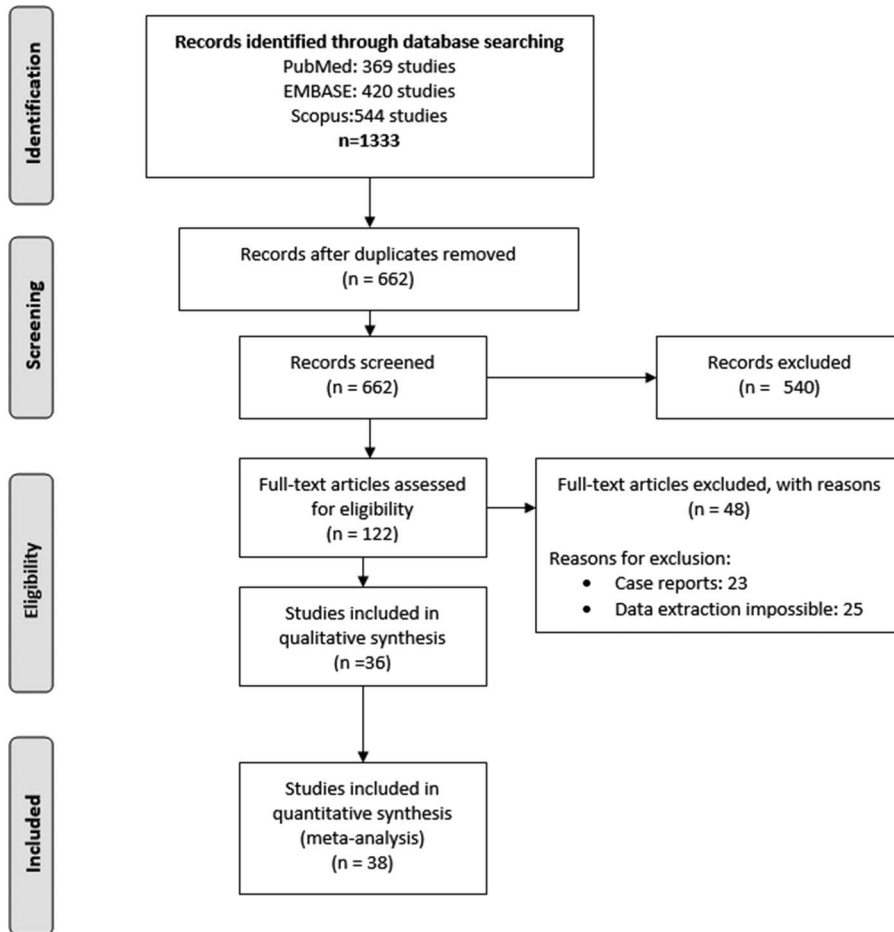 Identification
Records identified through database searching
PubMed: 369 studies
EMBASE: 420 studies
Scopus:544 studies
n=1333
Screening
Records after duplicates removed
(n = 662)
Records screened
(n = 662)
Records excluded
(n = 540)
Eligibility
Full-text articles assessed
for eligibility
(n = 122)
Full-text articles excluded, with reasons
(n = 48)
Reasons for exclusion:
• Case reports: 23
• Data extraction impossible: 25
Studies included in
qualitative synthesis
(n =36)
Included
Studies included in
quantitative synthesis
(meta-analysis)
(n = 38)